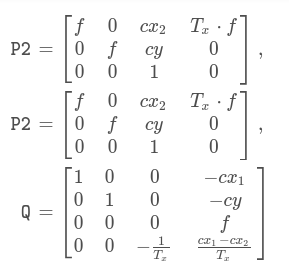 P2 = [ f 0 cx₂ Tₓ · f
0 f cy 0
0 0 1 0 ] ,
P2 = [ f 0 cx₂ Tₓ · f
0 f cy 0
0 0 1 0 ] ,
Q = [ 1 0 0 −cx₁
0 1 0 −cy
0 0 0 f
0 0 −1/Tₓ (cx₁−cx₂)/Tₓ ]